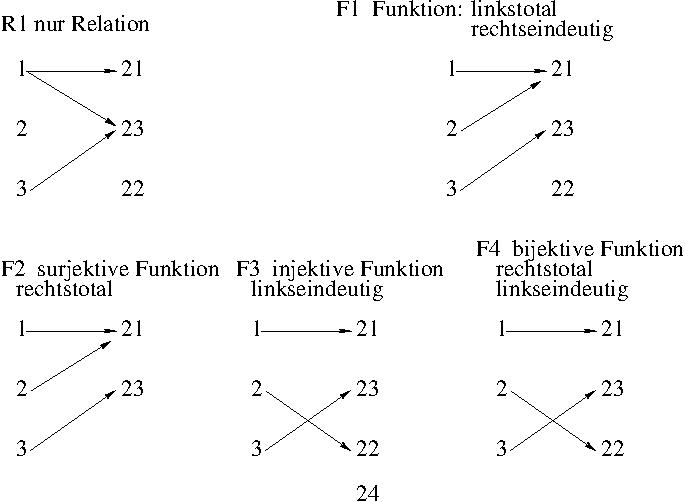 R1 nur Relation
F1 Funktion: linkstotal
rechtseindeutig
1 21
2 23
3 22
1 21
2 23
3 22
F2 surjektive Funktion
rechtstotal
1 21
2 23
3
F3 injektive Funktion
linkseindeutig
1 21
2 23
3 22
24
F4 bijektive Funktion
rechtstotal
linkseindeutig
1 21
2 23
3 22